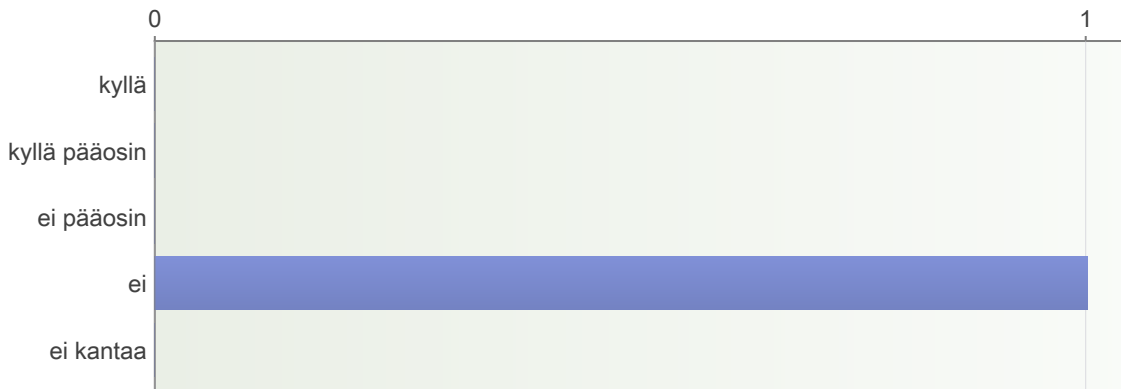 0 1
kyllä
kyllä pääosin
ei pääosin
ei
ei kantaa